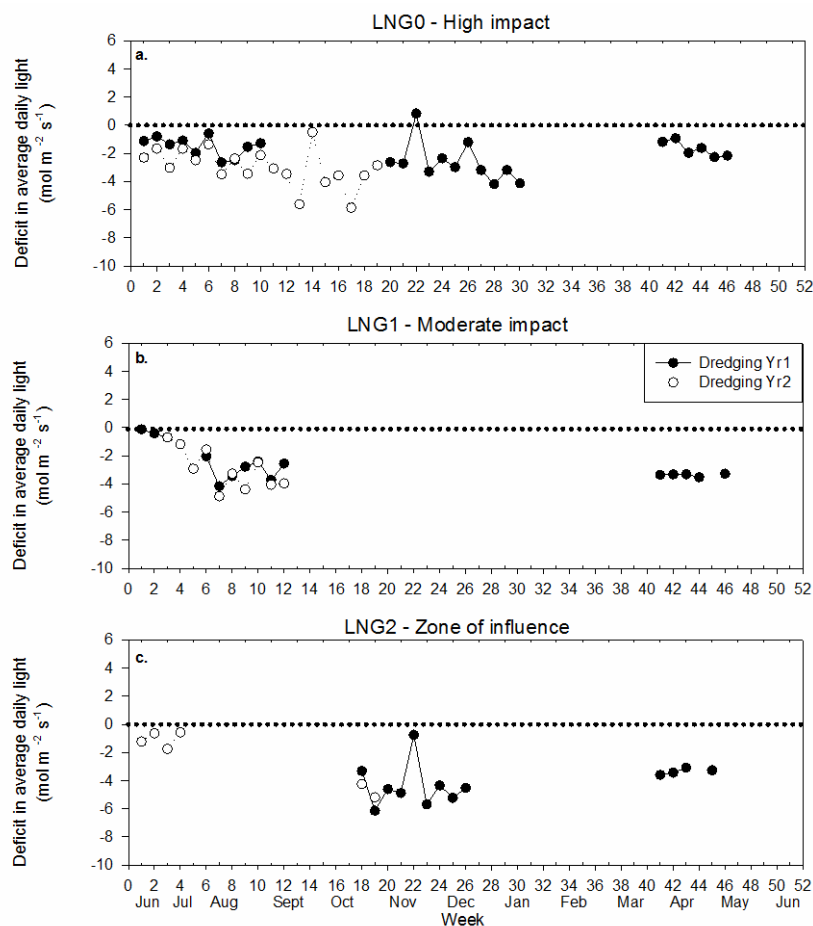 LNG0 - High impact
a.
Deficit in average daily light
(mol m⁻² s⁻¹)
6
4
2
0
-2
-4
-6
-8
-10
0 2 4 6 8 10 12 14 16 18 20 22 24 26 28 30 32 34 36 38 40 42 44 46 48 50 52
LNG1 - Moderate impact
b.
Dredging Yr1
Dredging Yr2
Deficit in average daily light
(mol m⁻² s⁻¹)
6
4
2
0
-2
-4
-6
-8
-10
0 2 4 6 8 10 12 14 16 18 20 22 24 26 28 30 32 34 36 38 40 42 44 46 48 50 52
LNG2 - Zone of influence
c.
Deficit in average daily light
(mol m⁻² s⁻¹)
6
4
2
0
-2
-4
-6
-8
-10
0 2 4 6 8 10 12 14 16 18 20 22 24 26 28 30 32 34 36 38 40 42 44 46 48 50 52
Jun Jul Aug Sept Oct Nov Dec Jan Feb Mar Apr May Jun
Week